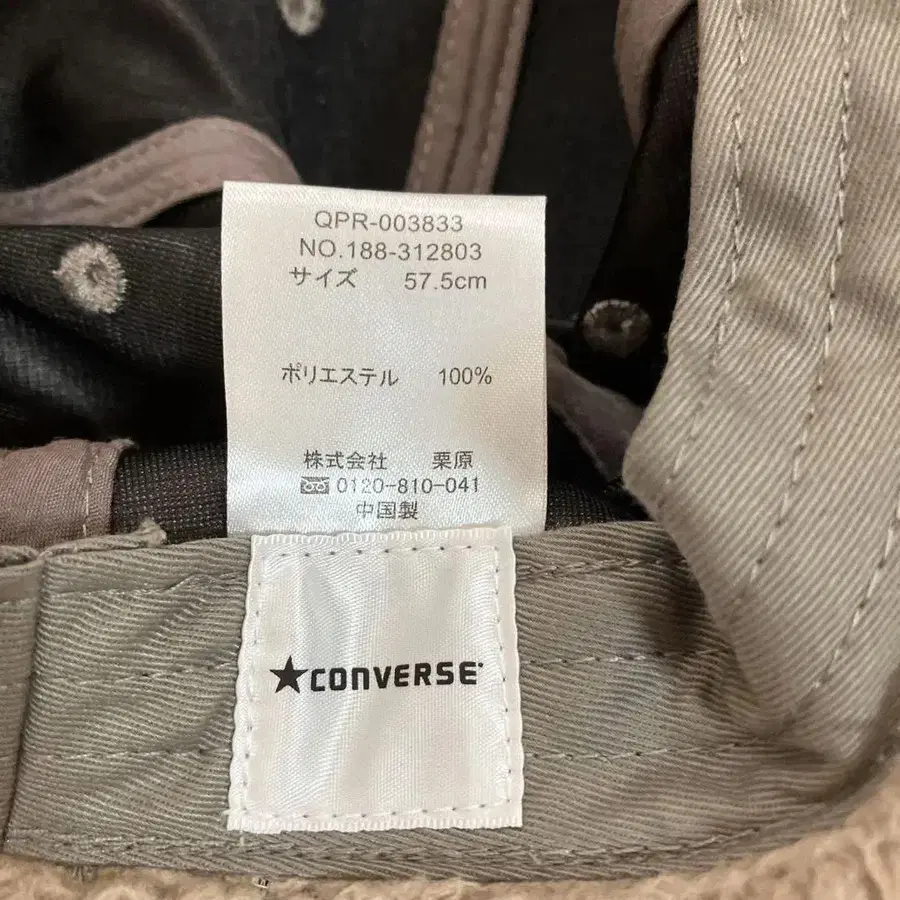 QPR-003833
NO.188-312803
サイズ 57.5cm
ポリエステル 100%
株式会社 栗原
0120-810-041
中国製
★CONVERSE